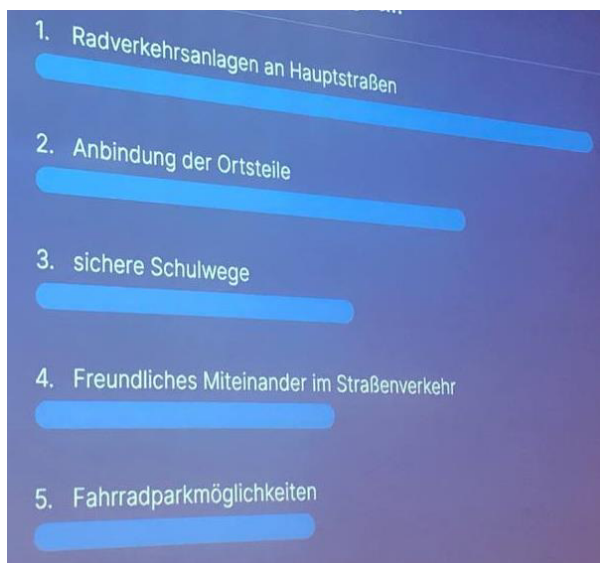 1. Radverkehrsanlagen an Hauptstraßen
2. Anbindung der Ortsteile
3. sichere Schulwege
4. Freundliches Miteinander im Straßenverkehr
5. Fahrradparkmöglichkeiten